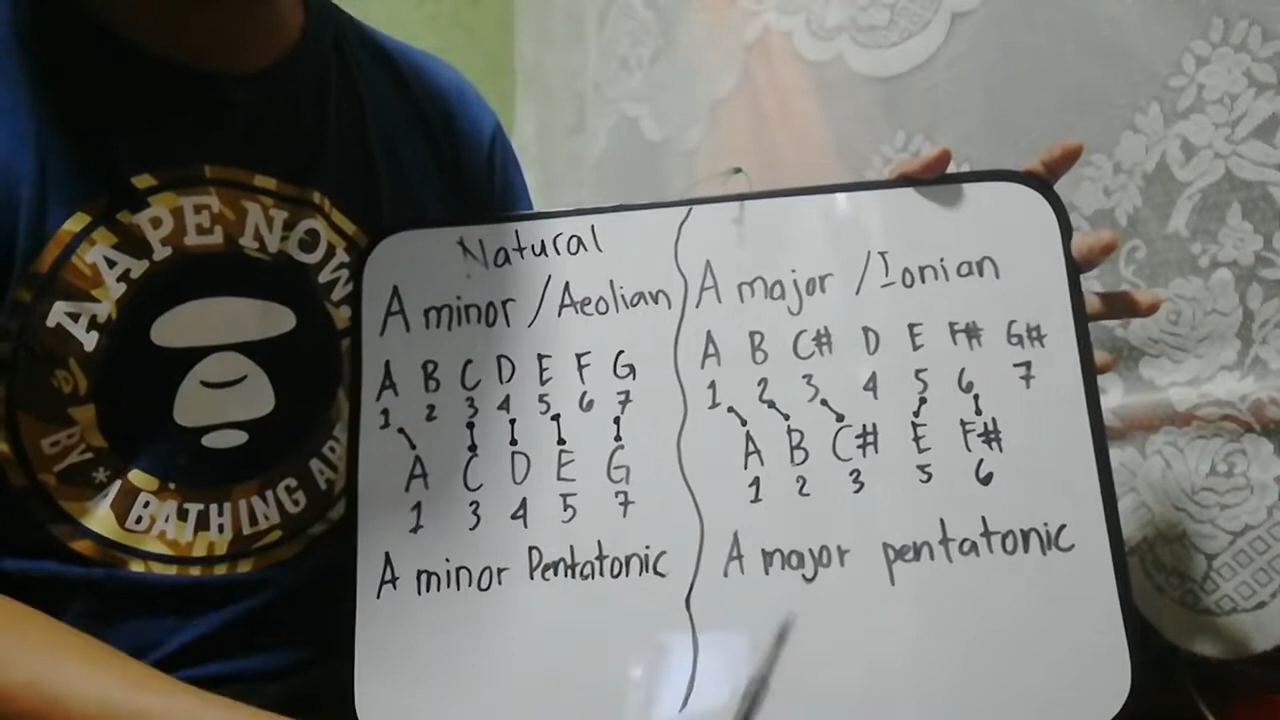 AAPE NOW.
BY * A BATHING AP
Natural
A minor / Aeolian
A B C D E F G
1 2 3 4 5 6 7
A C D E G
1 3 4 5 7
A minor Pentatonic
A major / Ionian
A B C# D E F# G#
1 2 3 4 5 6 7
A B C# E F#
1 2 3 5 6
A major pentatonic